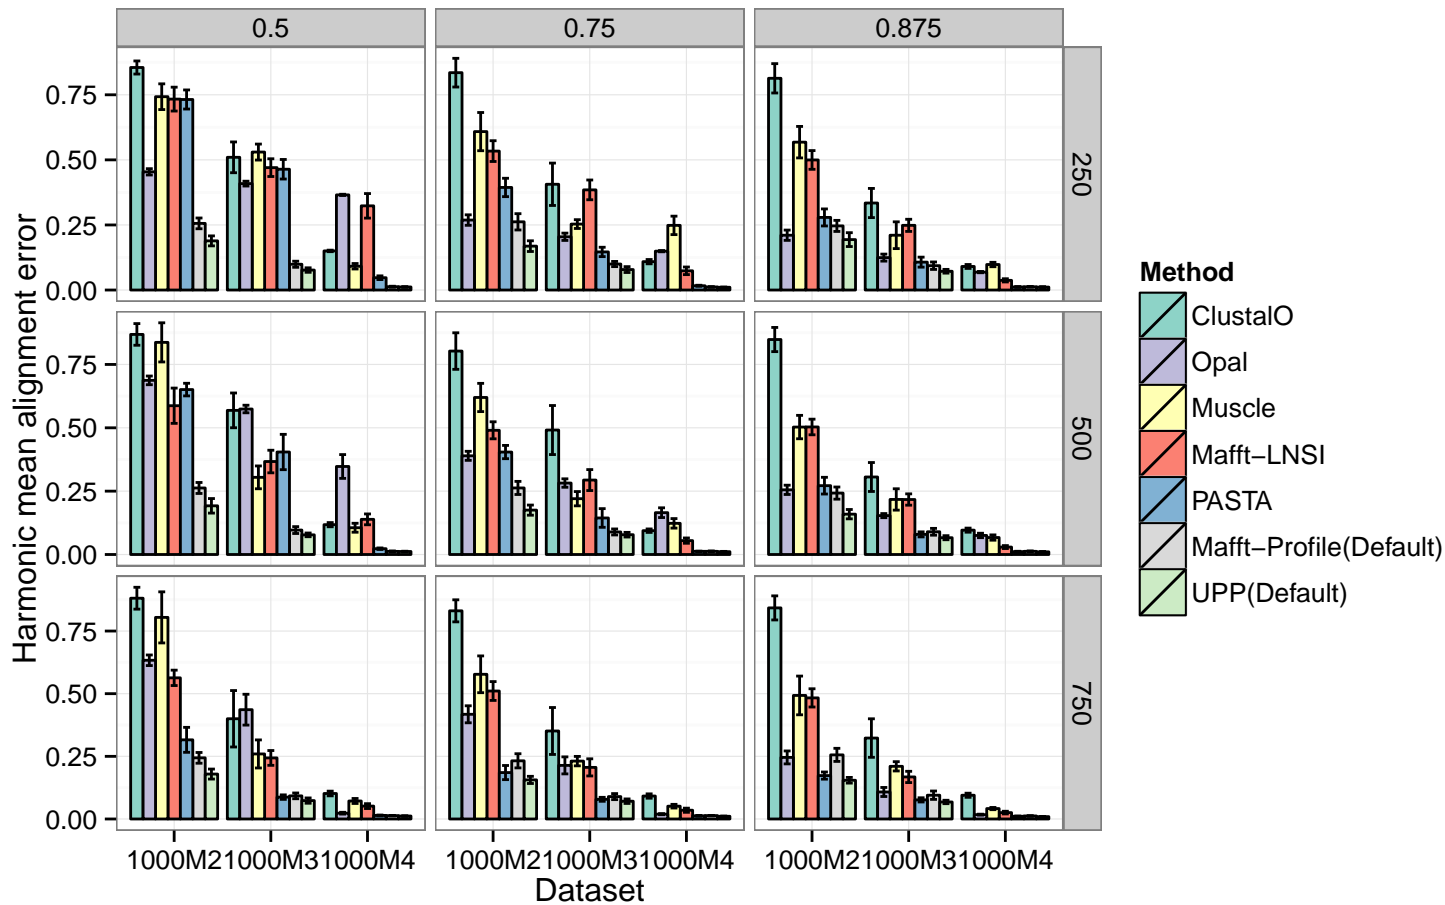 0.5 0.75 0.875
0.75
0.50
0.25
0.00
250
0.75
0.50
0.25
0.00
500
0.75
0.50
0.25
0.00
750
Harmonic mean alignment error
1000M2 1000M3 1000M4 1000M2 1000M3 1000M4 1000M2 1000M3 1000M4
Dataset
Method
ClustalO
Opal
Muscle
Mafft−LNSI
PASTA
Mafft−Profile(Default)
UPP(Default)